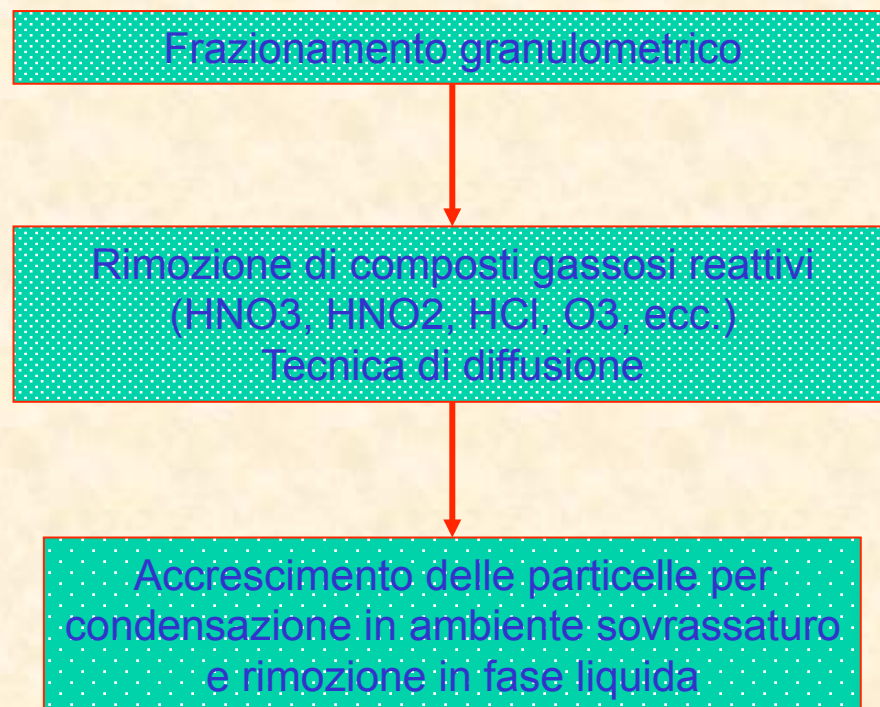 Frazionamento granulometrico
Rimozione di composti gassosi reattivi
(HNO3, HNO2, HCl, O3, ecc.)
Tecnica di diffusione
Accrescimento delle particelle per
condensazione in ambiente sovrassaturo
e rimozione in fase liquida